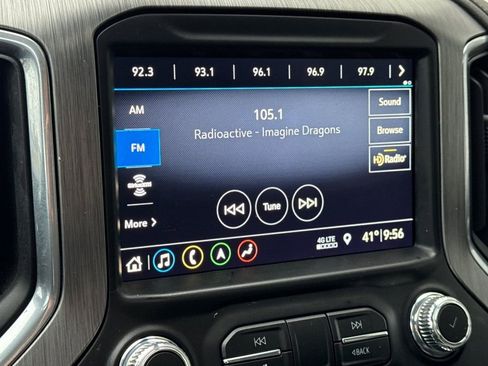 92.3 | 93.1 | 96.1 | 96.9 | 97.9 >
AM
105.1
Sound
Radioactive - Imagine Dragons
Browse
FM
HD Radio
SiriusXM
Tune
More >
4G LTE
41° | 9:56
<BACK